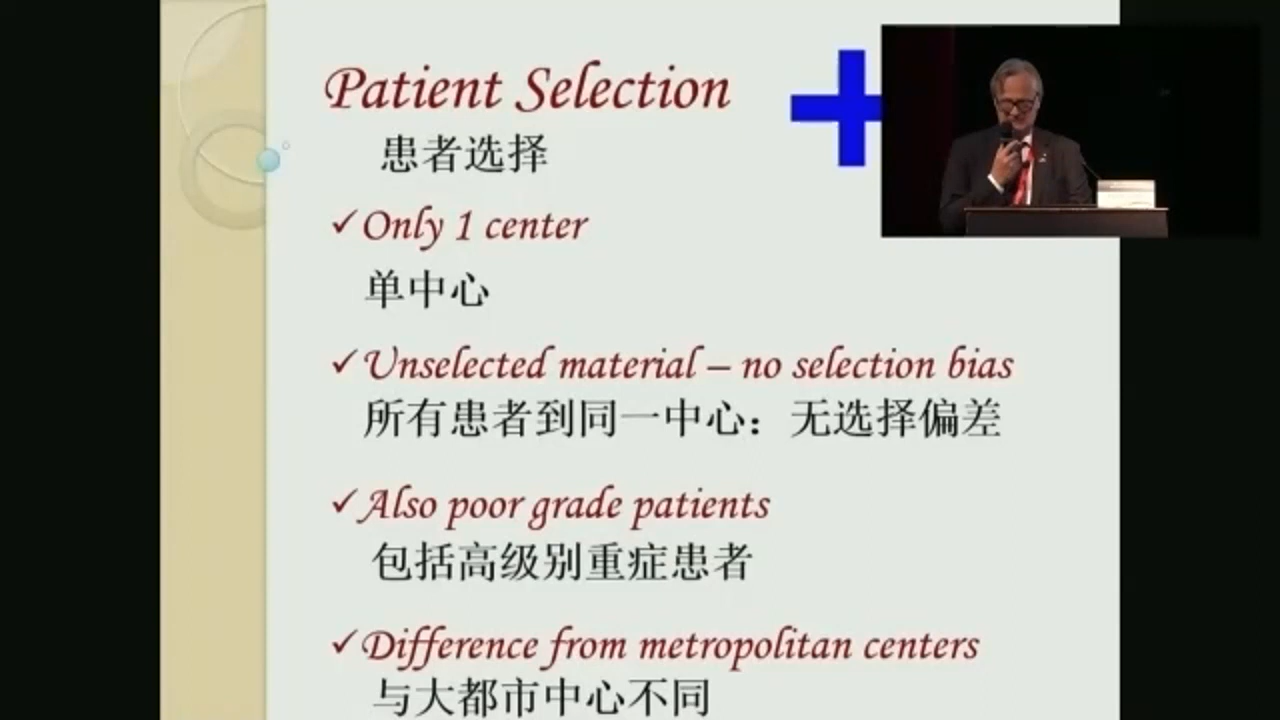 Patient Selection
患者选择
✓Only 1 center
单中心
✓Unselected material – no selection bias
所有患者到同一中心：无选择偏差
✓Also poor grade patients
包括高级别重症患者
✓Difference from metropolitan centers
与大都市中心不同